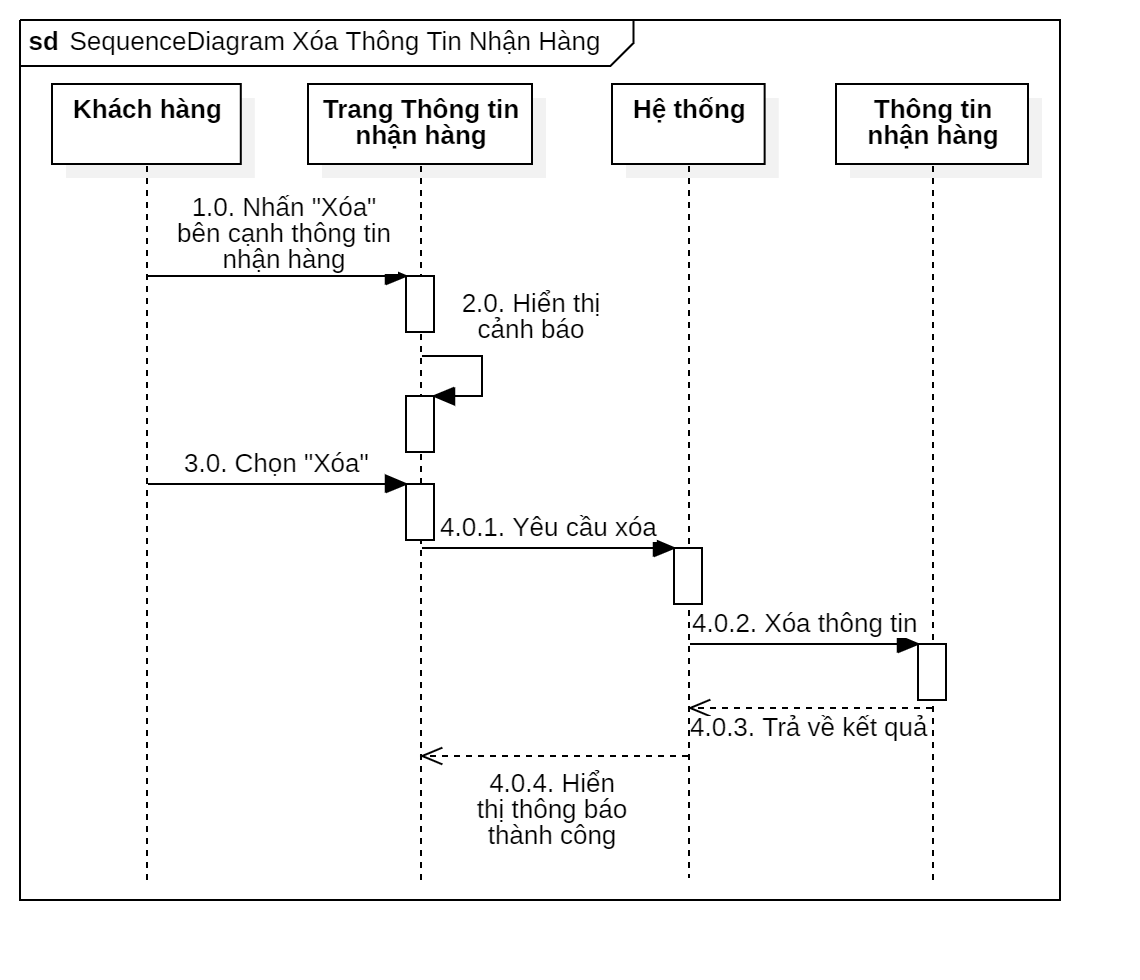 sd SequenceDiagram Xóa Thông Tin Nhận Hàng
Khách hàng
Trang Thông tin
nhận hàng
Hệ thống
Thông tin
nhận hàng
1.0. Nhấn "Xóa"
bên cạnh thông tin
nhận hàng
2.0. Hiển thị
cảnh báo
3.0. Chọn "Xóa"
4.0.1. Yêu cầu xóa
4.0.2. Xóa thông tin
4.0.3. Trả về kết quả
4.0.4. Hiển
thị thông báo
thành công